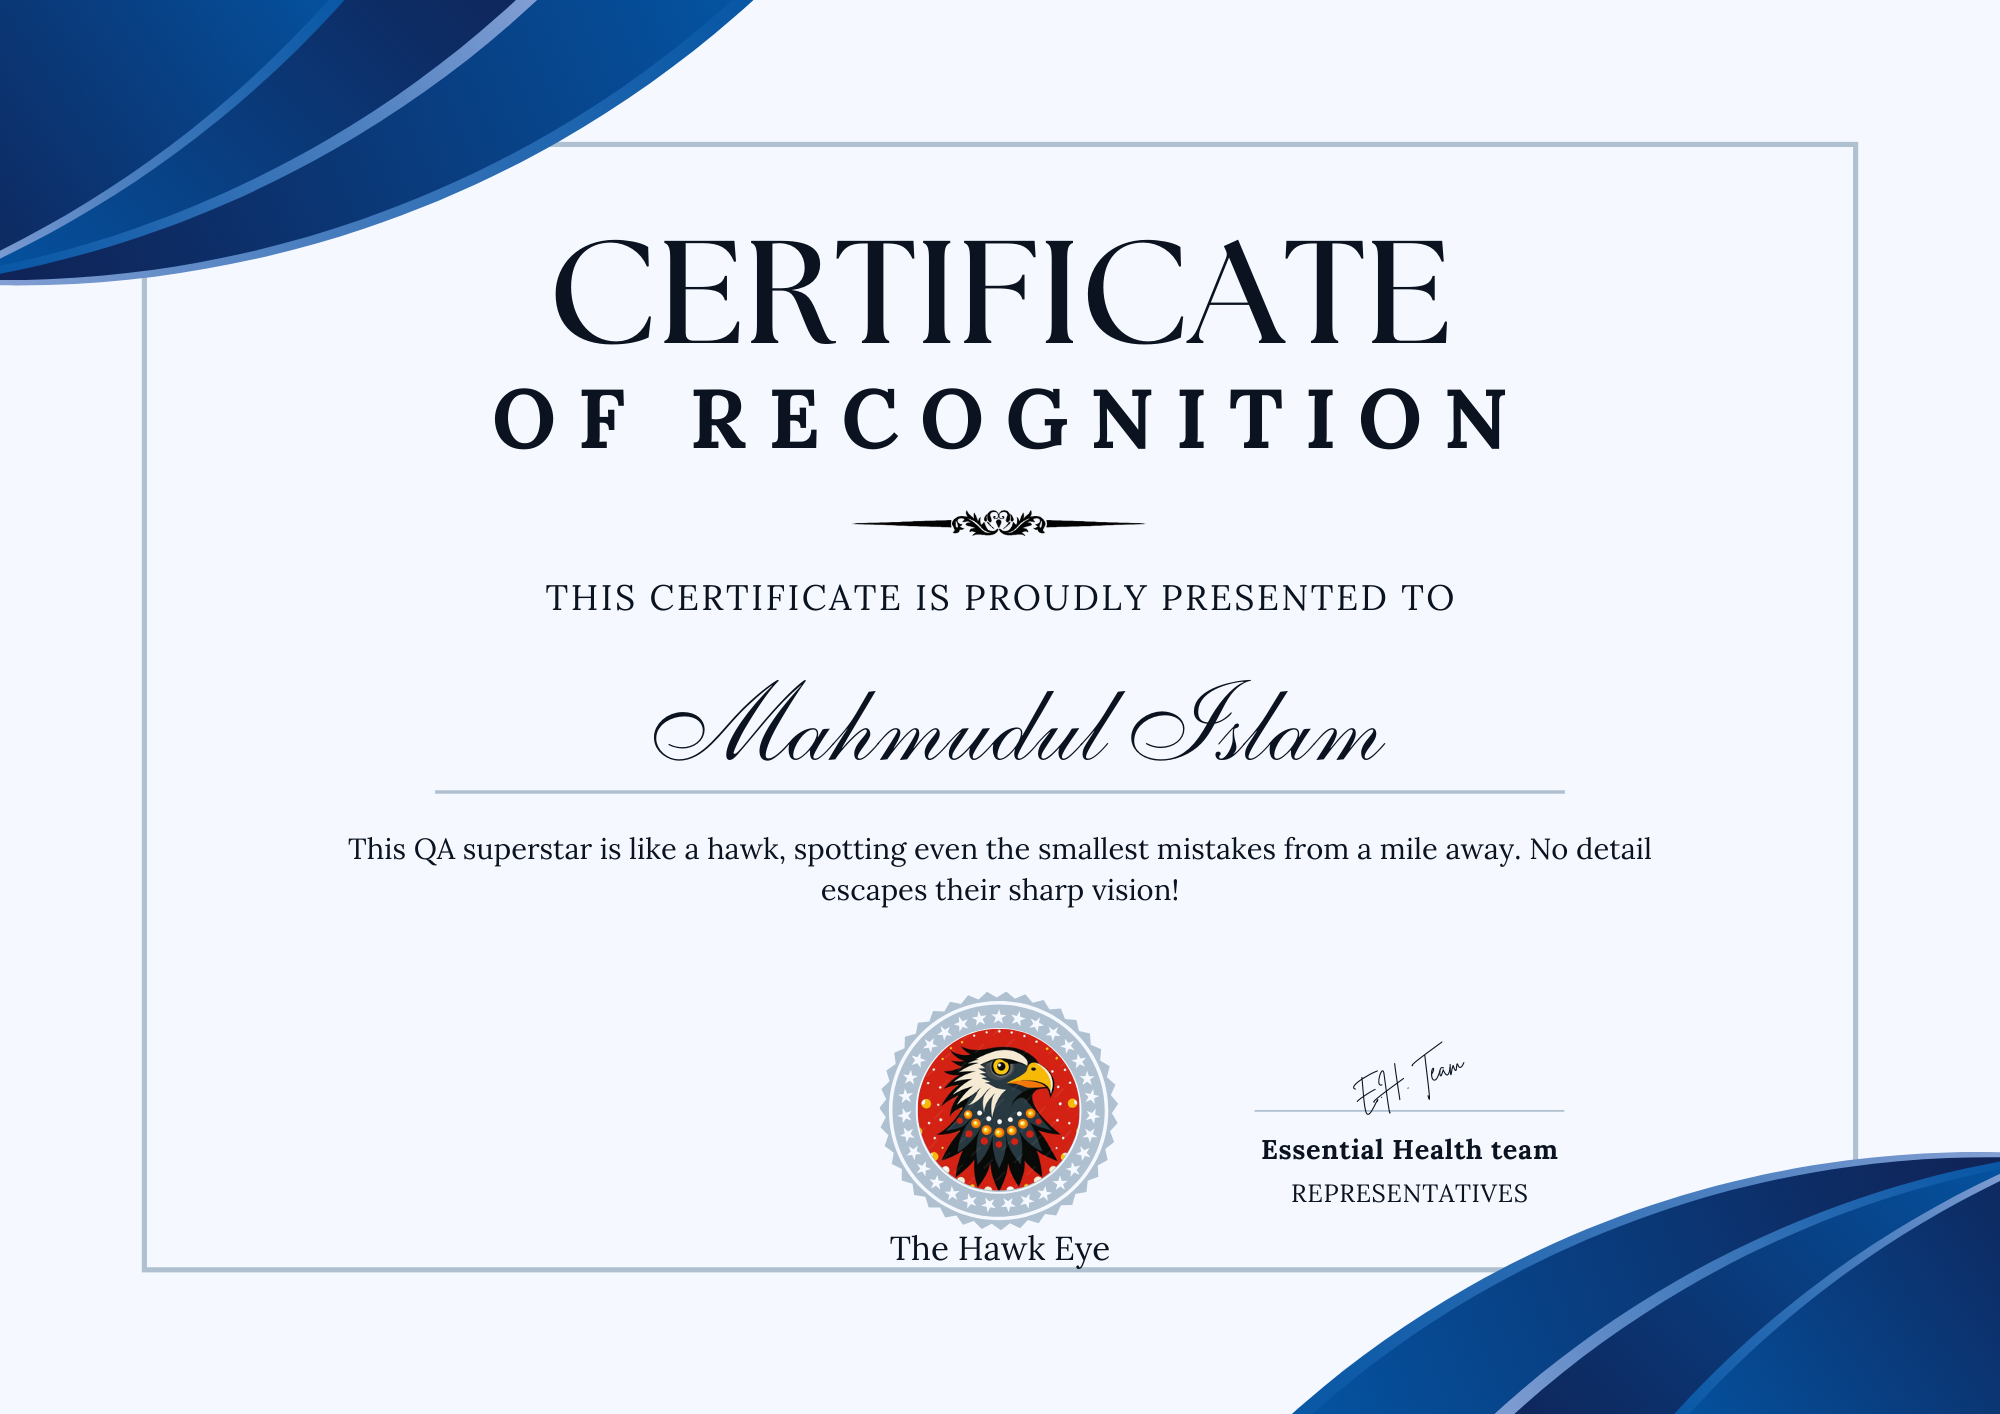 CERTIFICATE
OF RECOGNITION
THIS CERTIFICATE IS PROUDLY PRESENTED TO
Mahmudul Islam
This QA superstar is like a hawk, spotting even the smallest mistakes from a mile away. No detail
escapes their sharp vision!
E.H. Team
Essential Health team
REPRESENTATIVES
The Hawk Eye